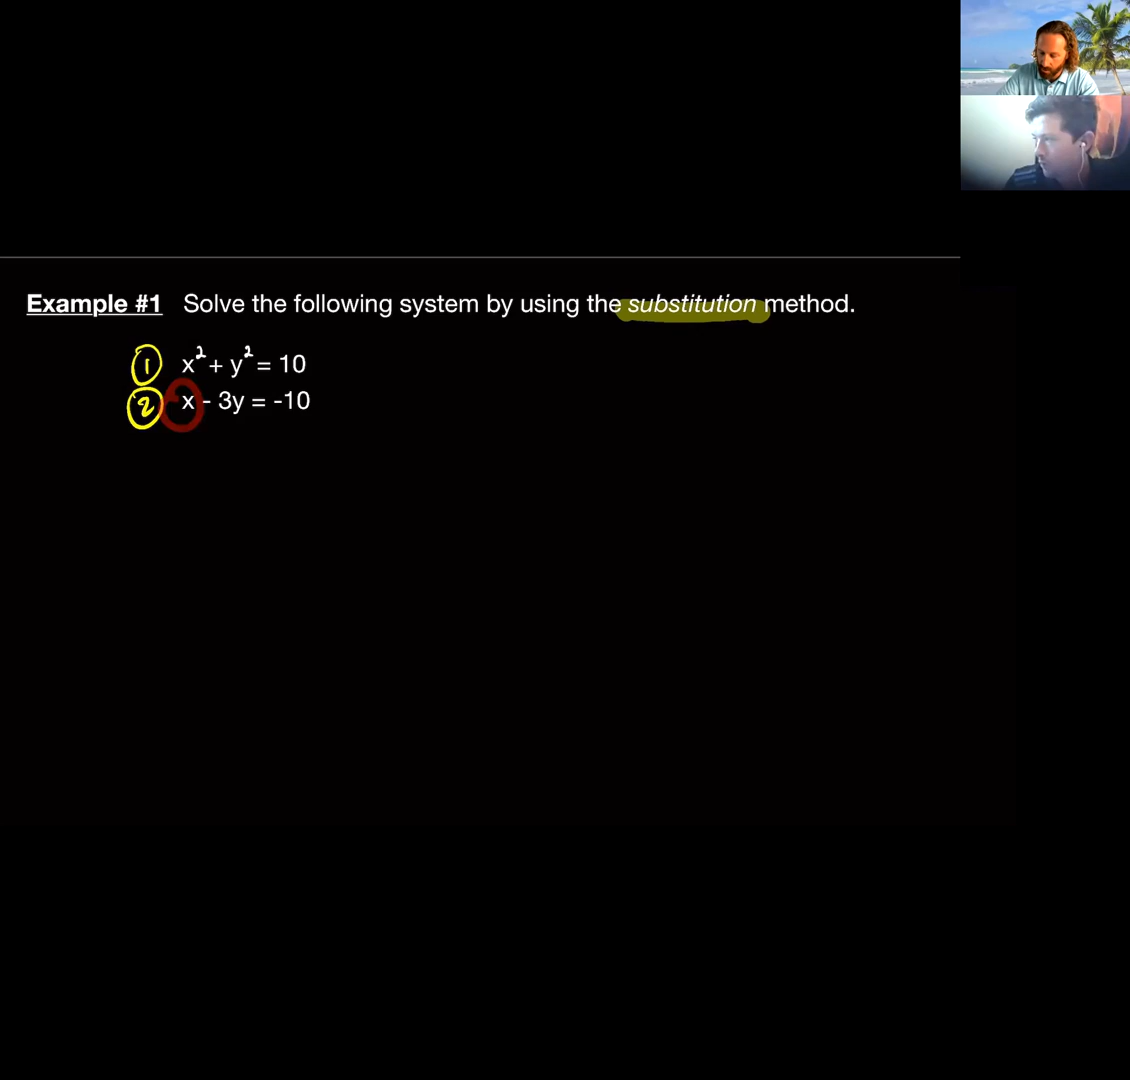 Example #1 Solve the following system by using the substitution method.
1 x² + y² = 10
2 x - 3y = -10